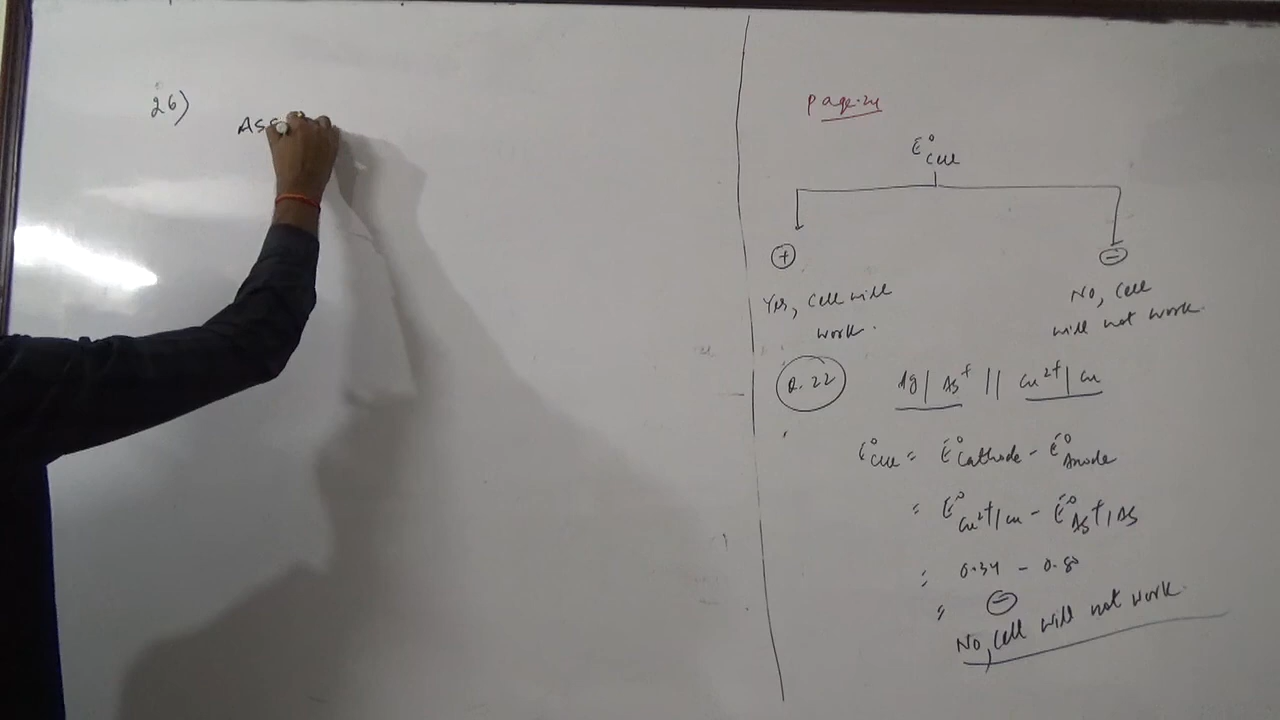 26)
Ass
Page-24
E°cell
+
-
Yes, Cell will
work.
No, Cell
will not work.
Q.22
Ag | Ag+ || Cu2+ | Cu
E°cell = E°Cathode - E°Anode
= E°Cu2+/Cu - E°Ag+/Ag
= 0.34 - 0.80
= -
No, Cell will not work.